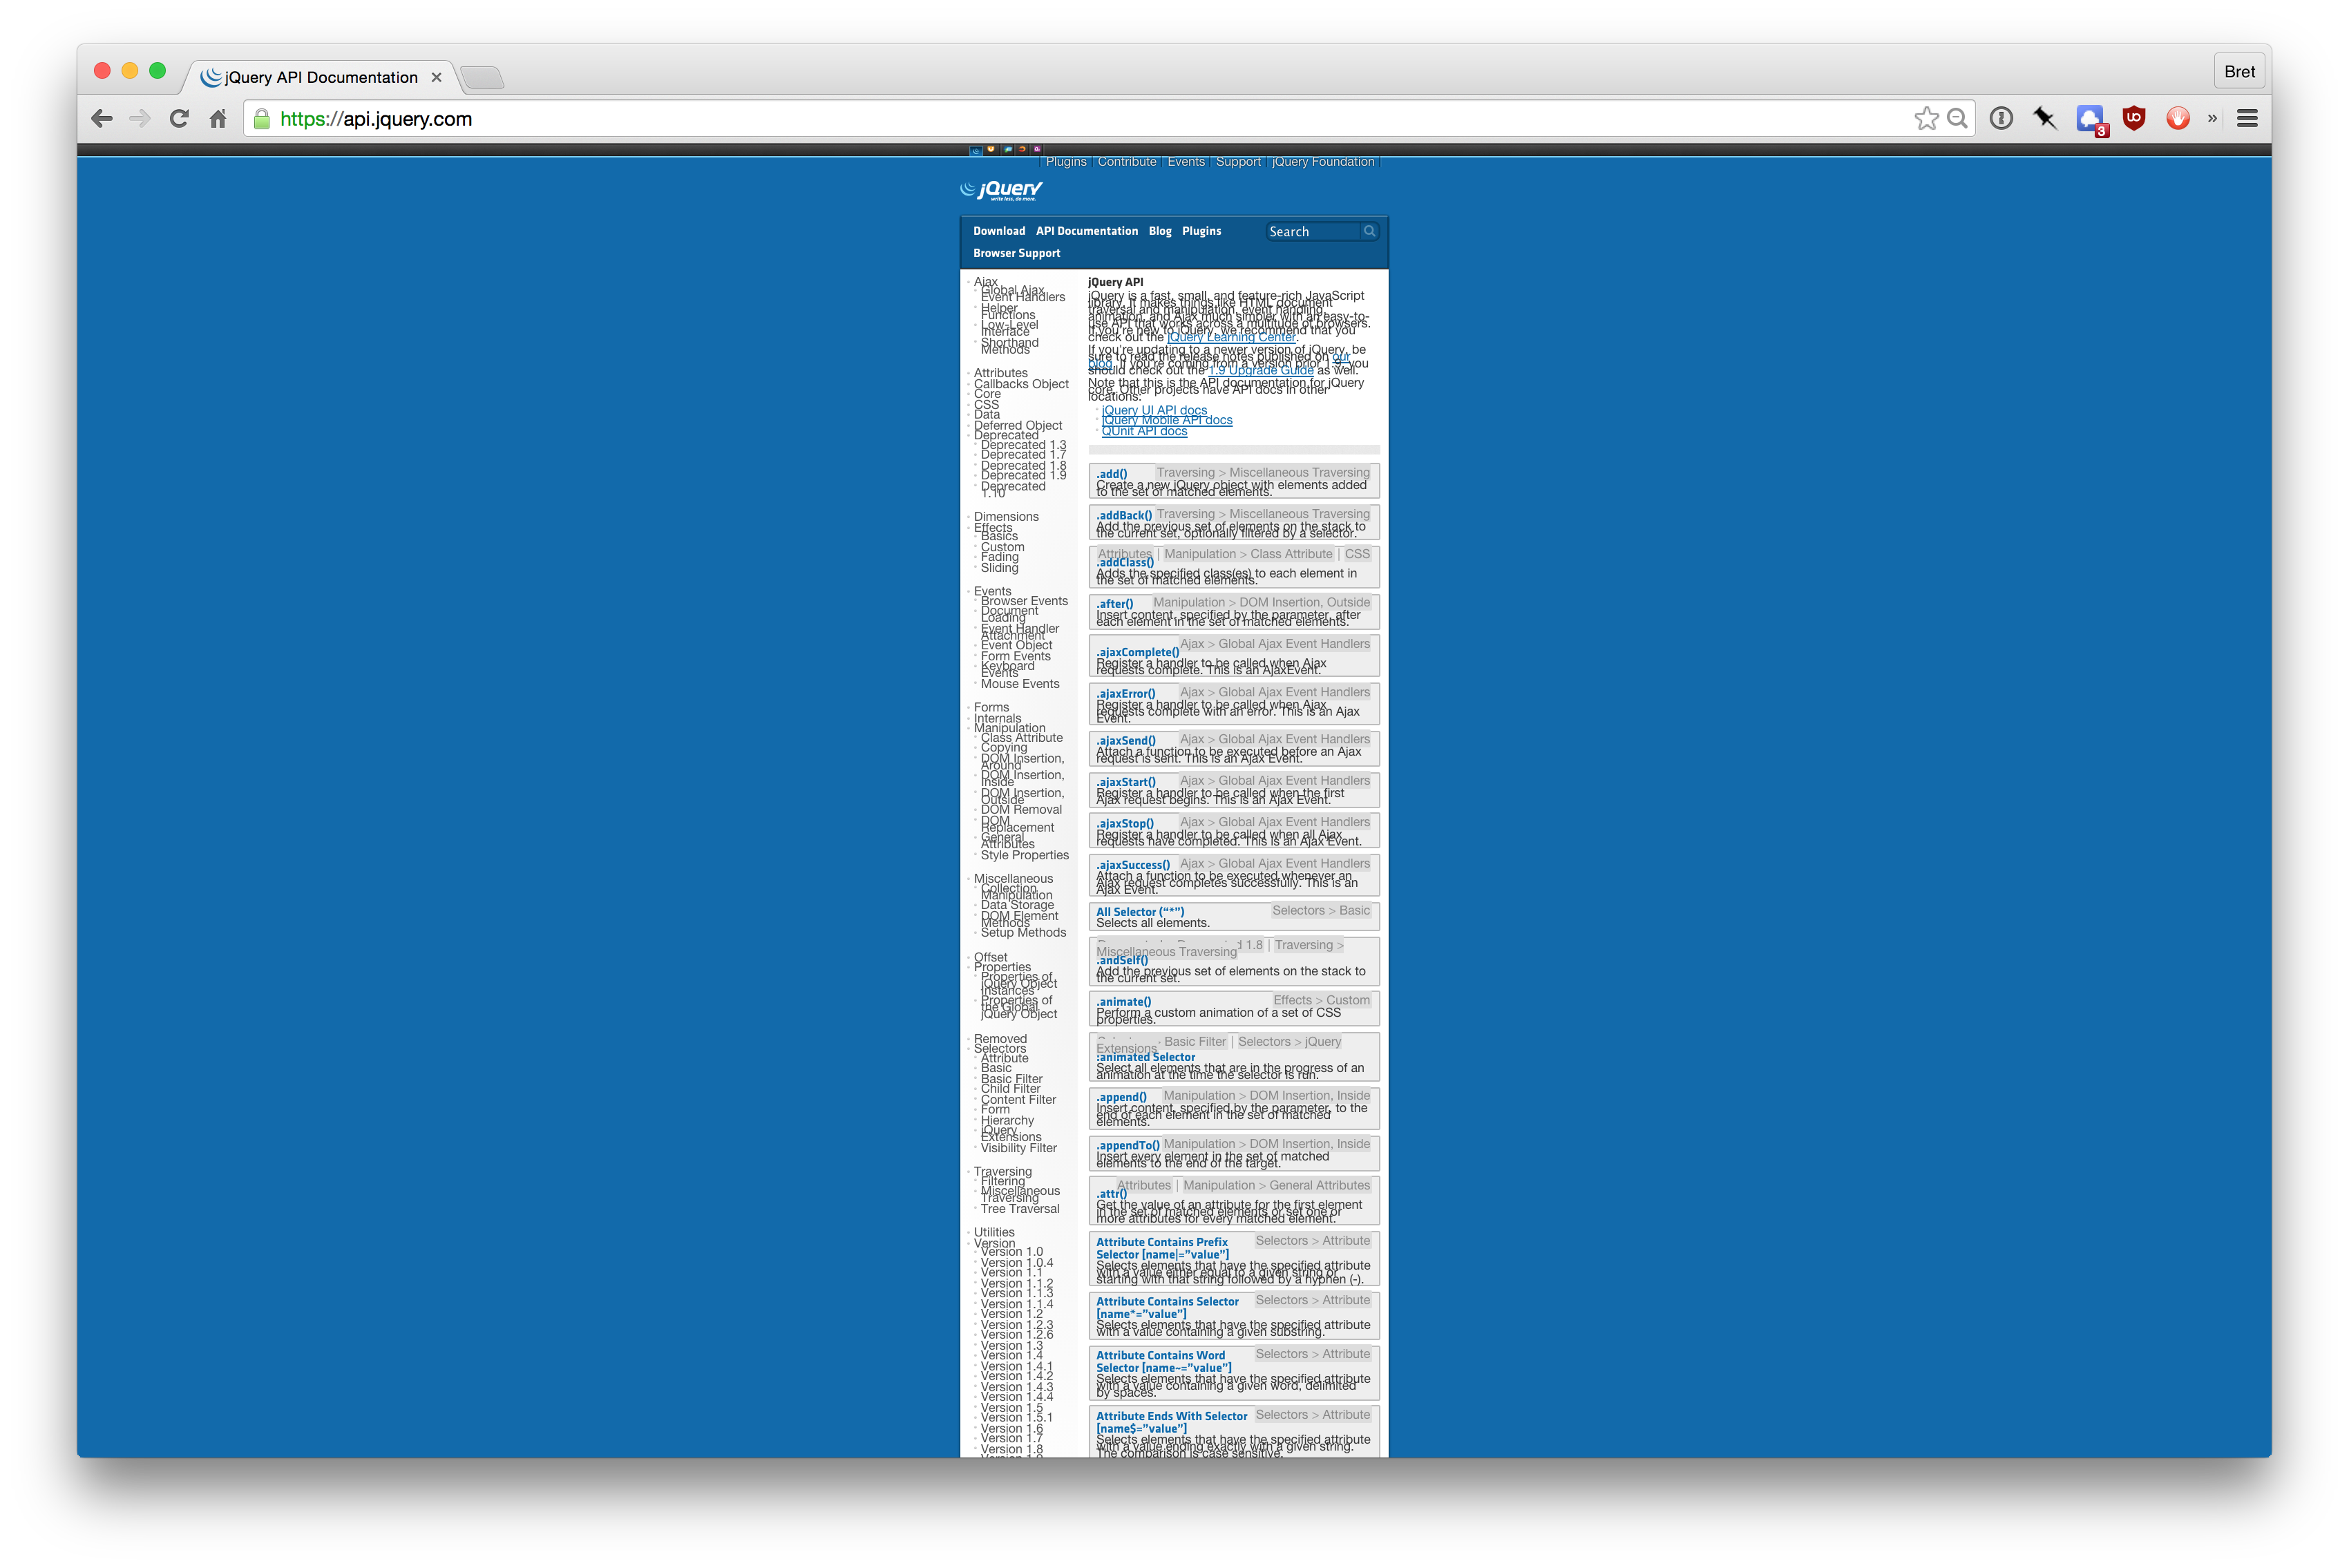 jQuery API Documentation
Bret
https://api.jquery.com
3
Plugins Contribute Events Support jQuery Foundation
jQuery
write less, do more.
Download API Documentation Blog Plugins
Search
Browser Support
Ajax
Global Ajax
Event Handlers
Helper
Functions
Low-Level
Interface
Shorthand
Methods
Attributes
Callbacks Object
Core
CSS
Data
Deferred Object
Deprecated
Deprecated 1.3
Deprecated 1.7
Deprecated 1.8
Deprecated 1.9
Deprecated
1.10
Dimensions
Effects
Basics
Custom
Fading
Sliding
Events
Browser Events
Document
Loading
Event Handler
Attachment
Event Object
Form Events
Keyboard
Events
Mouse Events
Forms
Internals
Manipulation
Class Attribute
Copying
DOM Insertion,
Around
DOM Insertion,
Inside
DOM Insertion,
Outside
DOM Removal
DOM
Replacement
General
Attributes
Style Properties
Miscellaneous
Collection
Manipulation
Data Storage
DOM Element
Methods
Setup Methods
Offset
Properties
Properties of
jQuery Object
Instances
Properties of
the Global
jQuery Object
Removed
Selectors
Attribute
Basic
Basic Filter
Child Filter
Content Filter
Form
Hierarchy
jQuery
Extensions
Visibility Filter
Traversing
Filtering
Miscellaneous
Traversing
Tree Traversal
Utilities
Version
Version 1.0
Version 1.0.4
Version 1.1
Version 1.1.2
Version 1.1.3
Version 1.1.4
Version 1.2
Version 1.2.3
Version 1.2.6
Version 1.3
Version 1.4
Version 1.4.1
Version 1.4.2
Version 1.4.3
Version 1.4.4
Version 1.5
Version 1.5.1
Version 1.6
Version 1.7
Version 1.8
jQuery API
jQuery is a fast, small, and feature-rich JavaScript
library. It makes things like HTML document
traversal and manipulation, event handling,
animation, and Ajax much simpler with an easy-to-
use API that works across a multitude of browsers.
If you're new to jQuery, we recommend that you
check out the jQuery Learning Center.
If you're updating to a newer version of jQuery, be
sure to read the release notes published on our
blog. If you're coming from a version prior 1.9, you
should check out the 1.9 Upgrade Guide as well.
Note that this is the API documentation for jQuery
core. Other projects have API docs in other
locations:
jQuery UI API docs
jQuery Mobile API docs
QUnit API docs
.add() Traversing > Miscellaneous Traversing
Create a new jQuery object with elements added
to the set of matched elements.
.addBack() Traversing > Miscellaneous Traversing
Add the previous set of elements on the stack to
the current set, optionally filtered by a selector.
Attributes | Manipulation > Class Attribute | CSS
.addClass()
Adds the specified class(es) to each element in
the set of matched elements.
.after() Manipulation > DOM Insertion, Outside
Insert content, specified by the parameter, after
each element in the set of matched elements.
Ajax > Global Ajax Event Handlers
.ajaxComplete()
Register a handler to be called when Ajax
requests complete. This is an AjaxEvent.
.ajaxError() Ajax > Global Ajax Event Handlers
Register a handler to be called when Ajax
requests complete with an error. This is an Ajax
Event.
.ajaxSend() Ajax > Global Ajax Event Handlers
Attach a function to be executed before an Ajax
request is sent. This is an Ajax Event.
.ajaxStart() Ajax > Global Ajax Event Handlers
Register a handler to be called when the first
Ajax request begins. This is an Ajax Event.
.ajaxStop() Ajax > Global Ajax Event Handlers
Register a handler to be called when all Ajax
requests have completed. This is an Ajax Event.
.ajaxSuccess() Ajax > Global Ajax Event Handlers
Attach a function to be executed whenever an
Ajax request completes successfully. This is an
Ajax Event.
All Selector (“*”) Selectors > Basic
Selects all elements.
1.8 | Traversing >
Miscellaneous Traversing
.andSelf()
Add the previous set of elements on the stack to
the current set.
.animate() Effects > Custom
Perform a custom animation of a set of CSS
properties.
Basic Filter | Selectors > jQuery
Extensions
:animated Selector
Select all elements that are in the progress of an
animation at the time the selector is run.
.append() Manipulation > DOM Insertion, Inside
Insert content, specified by the parameter, to the
end of each element in the set of matched
elements.
.appendTo() Manipulation > DOM Insertion, Inside
Insert every element in the set of matched
elements to the end of the target.
Attributes | Manipulation > General Attributes
.attr()
Get the value of an attribute for the first element
in the set of matched elements or set one or
more attributes for every matched element.
Attribute Contains Prefix Selectors > Attribute
Selector [name|=”value”]
Selects elements that have the specified attribute
with a value either equal to a given string or
starting with that string followed by a hyphen (-).
Attribute Contains Selector Selectors > Attribute
[name*=”value”]
Selects elements that have the specified attribute
with a value containing a given substring.
Attribute Contains Word Selectors > Attribute
Selector [name~=”value”]
Selects elements that have the specified attribute
with a value containing a given word, delimited
by spaces.
Attribute Ends With Selector Selectors > Attribute
[name$=”value”]
Selects elements that have the specified attribute
with a value ending exactly with a given string.
The comparison is case sensitive.